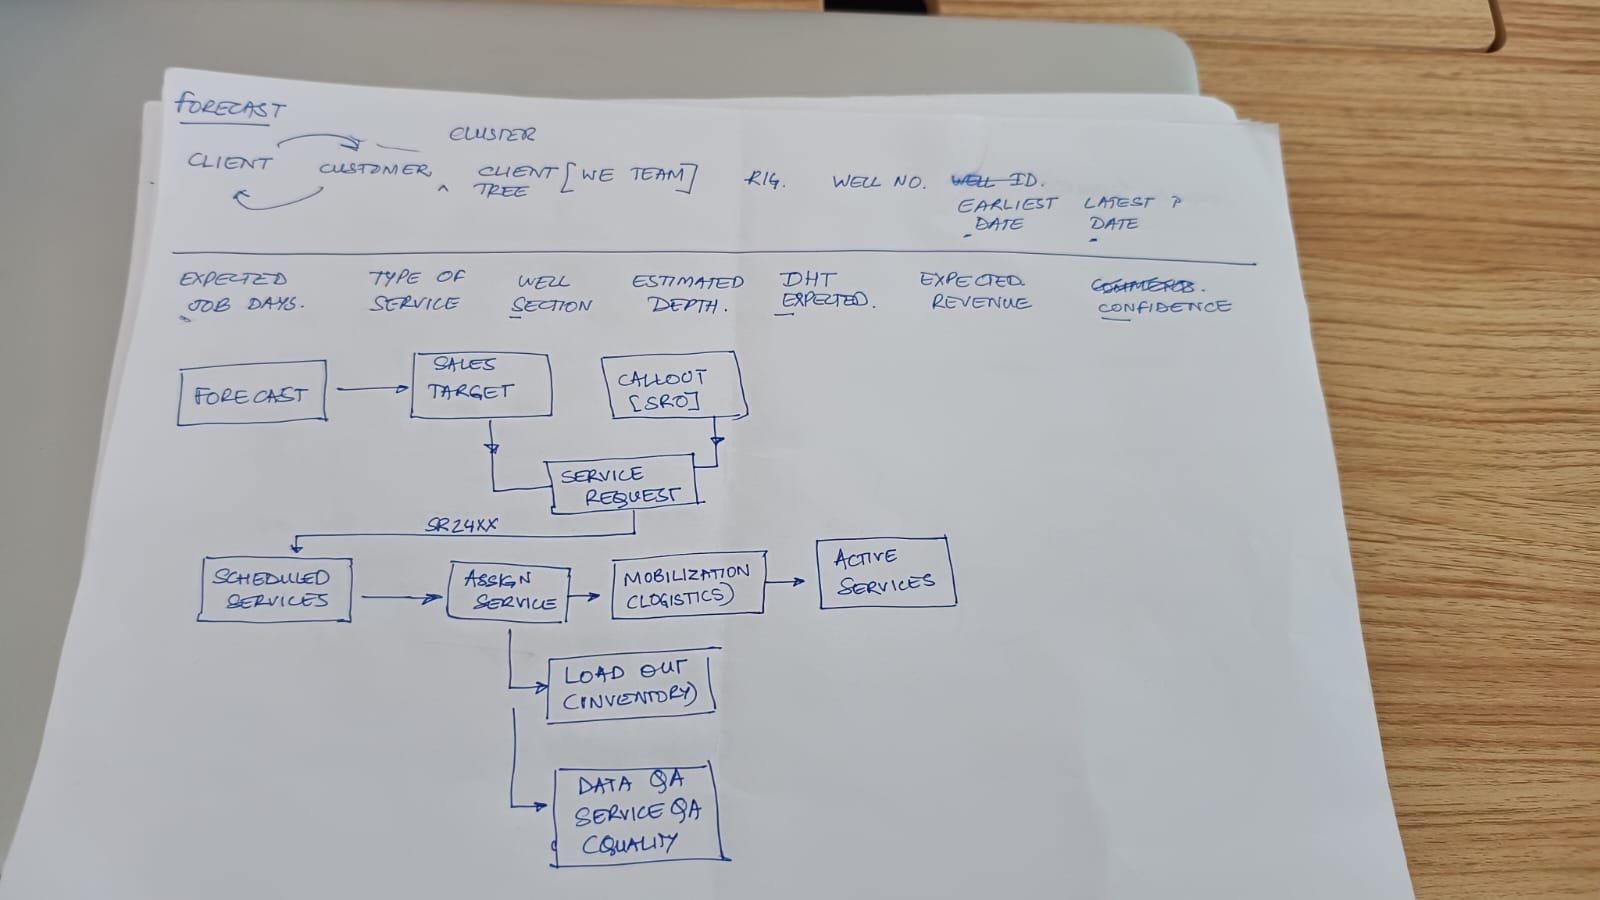 FORECAST
CLUSTER
CLIENT CUSTOMER, ^ CLIENT [WE TEAM] RIG. WELL NO. WELL ID.
TREE
EARLIEST LATEST ?
DATE DATE
EXPECTED TYPE OF WELL ESTIMATED DHT EXPECTED
JOB DAYS. SERVICE SECTION DEPTH. EXPECTED. REVENUE CONFIDENCE
FORECAST
SALES
TARGET
CALLOUT
[SRO]
SERVICE
REQUEST
SR24XX
SCHEDULED
SERVICES
ASSIGN
SERVICE
MOBILIZATION
(LOGISTICS)
ACTIVE
SERVICES
LOAD OUT
(INVENTORY)
DATA QA
SERVICE QA
(QUALITY